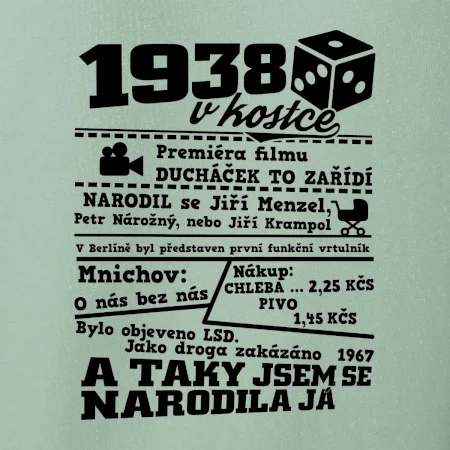 1938
v kostce
Premiéra filmu
DUCHÁČEK TO ZAŘÍDÍ
NARODIL se Jiří Menzel,
Petr Nárožný, nebo Jiří Krampol
V Berlíně byl představen první funkční vrtulník
Mnichov:
O nás bez nás
Nákup:
CHLEBA ... 2,25 KČS
PIVO
1,45 KČS
Bylo objeveno LSD.
Jako droga zakázáno 1967
A TAKY JSEM SE
NARODILA JÁ